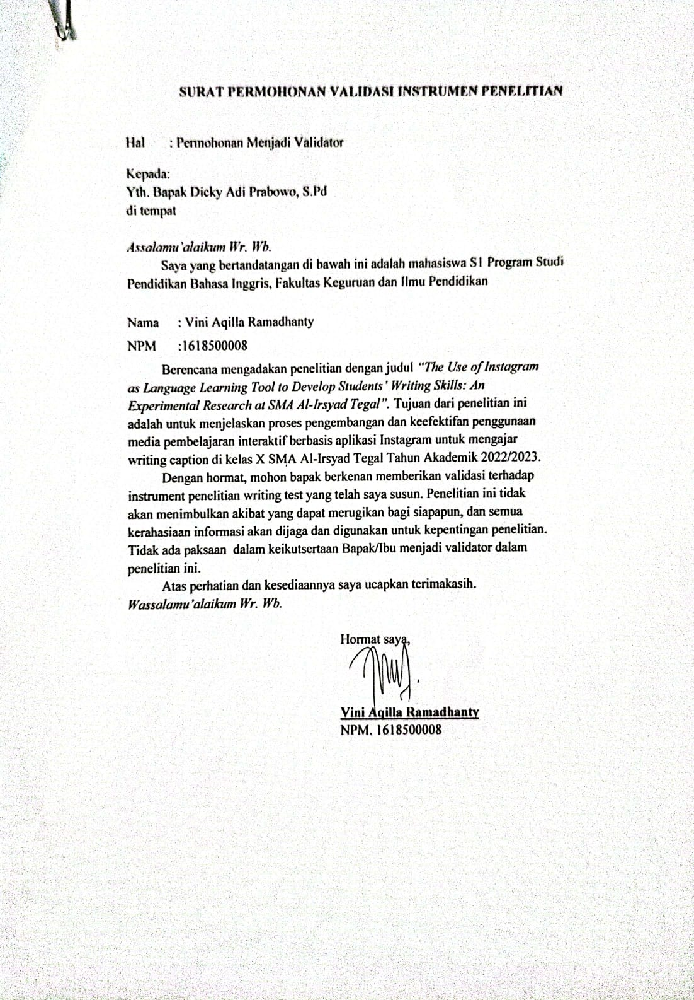 SURAT PERMOHONAN VALIDASI INSTRUMEN PENELITIAN
Hal : Permohonan Menjadi Validator
Kepada:
Yth. Bapak Dicky Adi Prabowo, S.Pd
di tempat
Assalamu'alaikum Wr. Wb.
Saya yang bertandatangan di bawah ini adalah mahasiswa S1 Program Studi
Pendidikan Bahasa Inggris, Fakultas Keguruan dan Ilmu Pendidikan
Nama : Vini Aqilla Ramadhanty
NPM :1618500008
Berencana mengadakan penelitian dengan judul "The Use of Instagram
as Language Learning Tool to Develop Students' Writing Skills: An
Experimental Research at SMA Al-Irsyad Tegal". Tujuan dari penelitian ini
adalah untuk menjelaskan proses pengembangan dan keefektifan penggunaan
media pembelajaran interaktif berbasis aplikasi Instagram untuk mengajar
writing caption di kelas X SMA Al-Irsyad Tegal Tahun Akademik 2022/2023.
Dengan hormat, mohon bapak berkenan memberikan validasi terhadap
instrument penelitian writing test yang telah saya susun. Penelitian ini tidak
akan menimbulkan akibat yang dapat merugikan bagi siapapun, dan semua
kerahasiaan informasi akan dijaga dan digunakan untuk kepentingan penelitian.
Tidak ada paksaan dalam keikutsertaan Bapak/Ibu menjadi validator dalam
penelitian ini.
Atas perhatian dan kesediaannya saya ucapkan terimakasih.
Wassalamu'alaikum Wr. Wb.
Hormat saya,
Vini Aqilla Ramadhanty
NPM. 1618500008